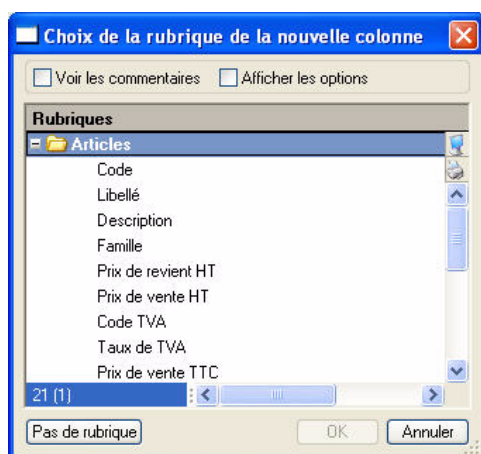 Choix de la rubrique de la nouvelle colonne
Voir les commentaires Afficher les options
Rubriques
Articles
Code
Libellé
Description
Famille
Prix de revient HT
Prix de vente HT
Code TVA
Taux de TVA
Prix de vente TTC
21 (1)
Pas de rubrique OK Annuler